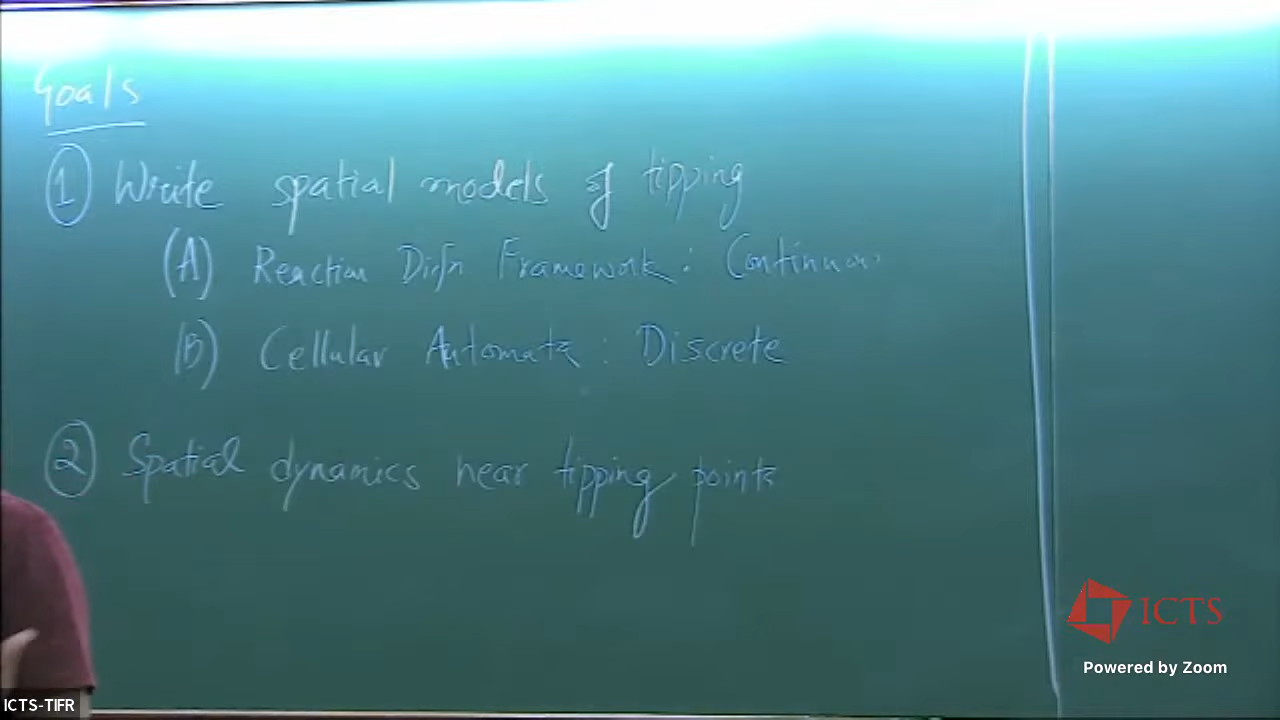 Goals
① Write spatial models of tipping
(A) Reaction Difn Framework : Continuous
(B) Cellular Automata : Discrete
② Spatial dynamics near tipping points
ICTS
Powered by Zoom
ICTS-TIFR